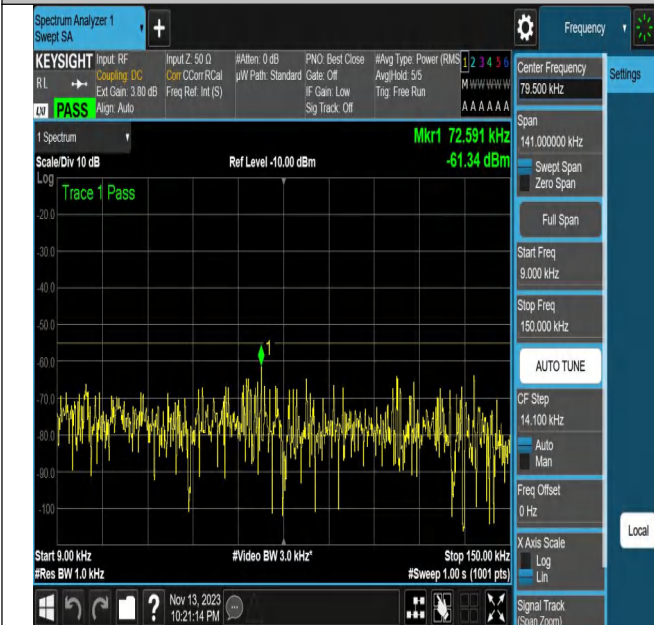 Spectrum Analyzer 1
Swept SA
+
Frequency
KEYSIGHT
RL
LXI
PASS
Input: RF
Coupling: DC
Ext Gain: 3.80 dB
Align: Auto
Input Z: 50 Ω
Corr CCorr RCal
Freq Ref: Int (S)
#Atten: 0 dB
µW Path: Standard
PNO: Best Close
Gate: Off
IF Gain: Low
Sig Track: Off
#Avg Type: Power (RMS
Avg|Hold: 5/5
Trig: Free Run
1 2 3 4 5 6
M W W W W W
A A A A A A
Center Frequency
79.500 kHz
Settings
1 Spectrum
Mkr1 72.591 kHz
Scale/Div 10 dB
Ref Level -10.00 dBm
-61.34 dBm
Log
Trace 1 Pass
-20.0
-30.0
-40.0
-50.0
-60.0
-70.0
-80.0
-90.0
-100
1
Span
141.000000 kHz
Swept Span
Zero Span
Full Span
Start Freq
9.000 kHz
Stop Freq
150.000 kHz
AUTO TUNE
CF Step
14.100 kHz
Auto
Man
Freq Offset
0 Hz
X Axis Scale
Log
Lin
Signal Track
(Span Zoom)
Local
Start 9.00 kHz
#Video BW 3.0 kHz*
Stop 150.00 kHz
#Res BW 1.0 kHz
#Sweep 1.00 s (1001 pts)
?
Nov 13, 2023
10:21:14 PM